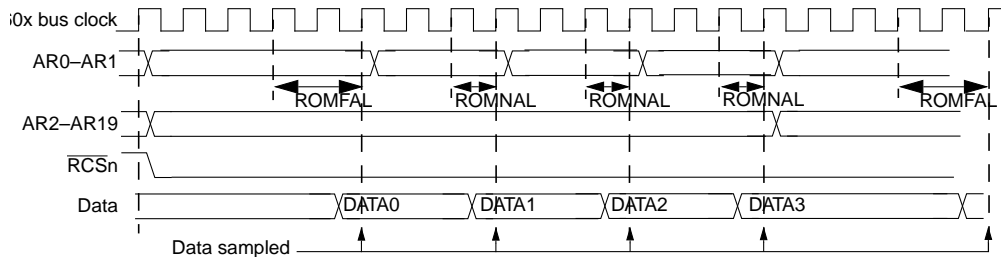 60x bus clock
AR0–AR1
ROMFAL ROMNAL ROMNAL ROMNAL ROMFAL
AR2–AR19
RCSn
Data DATA0 DATA1 DATA2 DATA3
Data sampled